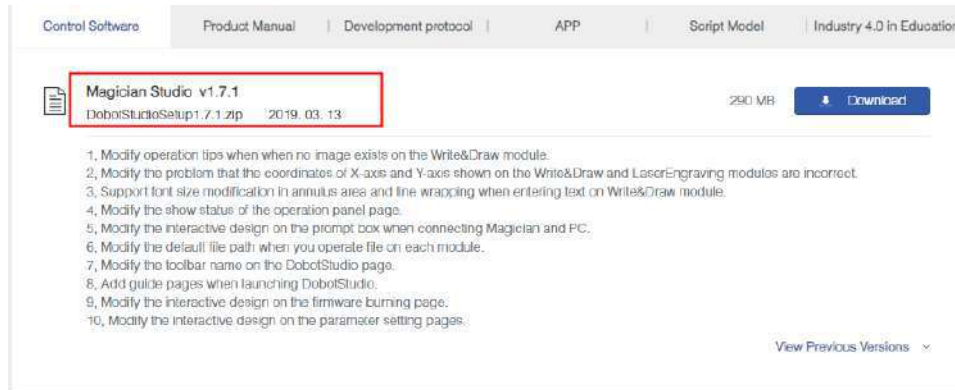 Control Software
Product Manual
Development protocol
APP
Script Model
Industry 4.0 in Education
Magician Studio v1.7.1
DobotStudioSetup1.7.1.zip 2019. 03. 13
290 MB
Download
1, Modify operation tips when when no image exists on the Write&Draw module.
2, Modify the problem that the coordinates of X-axis and Y-axis shown on the Write&Draw and LaserEngraving modules are incorrect.
3, Support font size modification in annulus area and line wrapping when entering text on Write&Draw module.
4, Modify the show status of the operation panel page.
5, Modify the interactive design on the prompt box when connecting Magician and PC.
6, Modify the default file path when you operate file on each module.
7, Modify the toolbar name on the DobotStudio page.
8, Add guide pages when launching DobotStudio.
9, Modify the interactive design on the firmware burning page.
10, Modify the interactive design on the parameter setting pages.
View Previous Versions